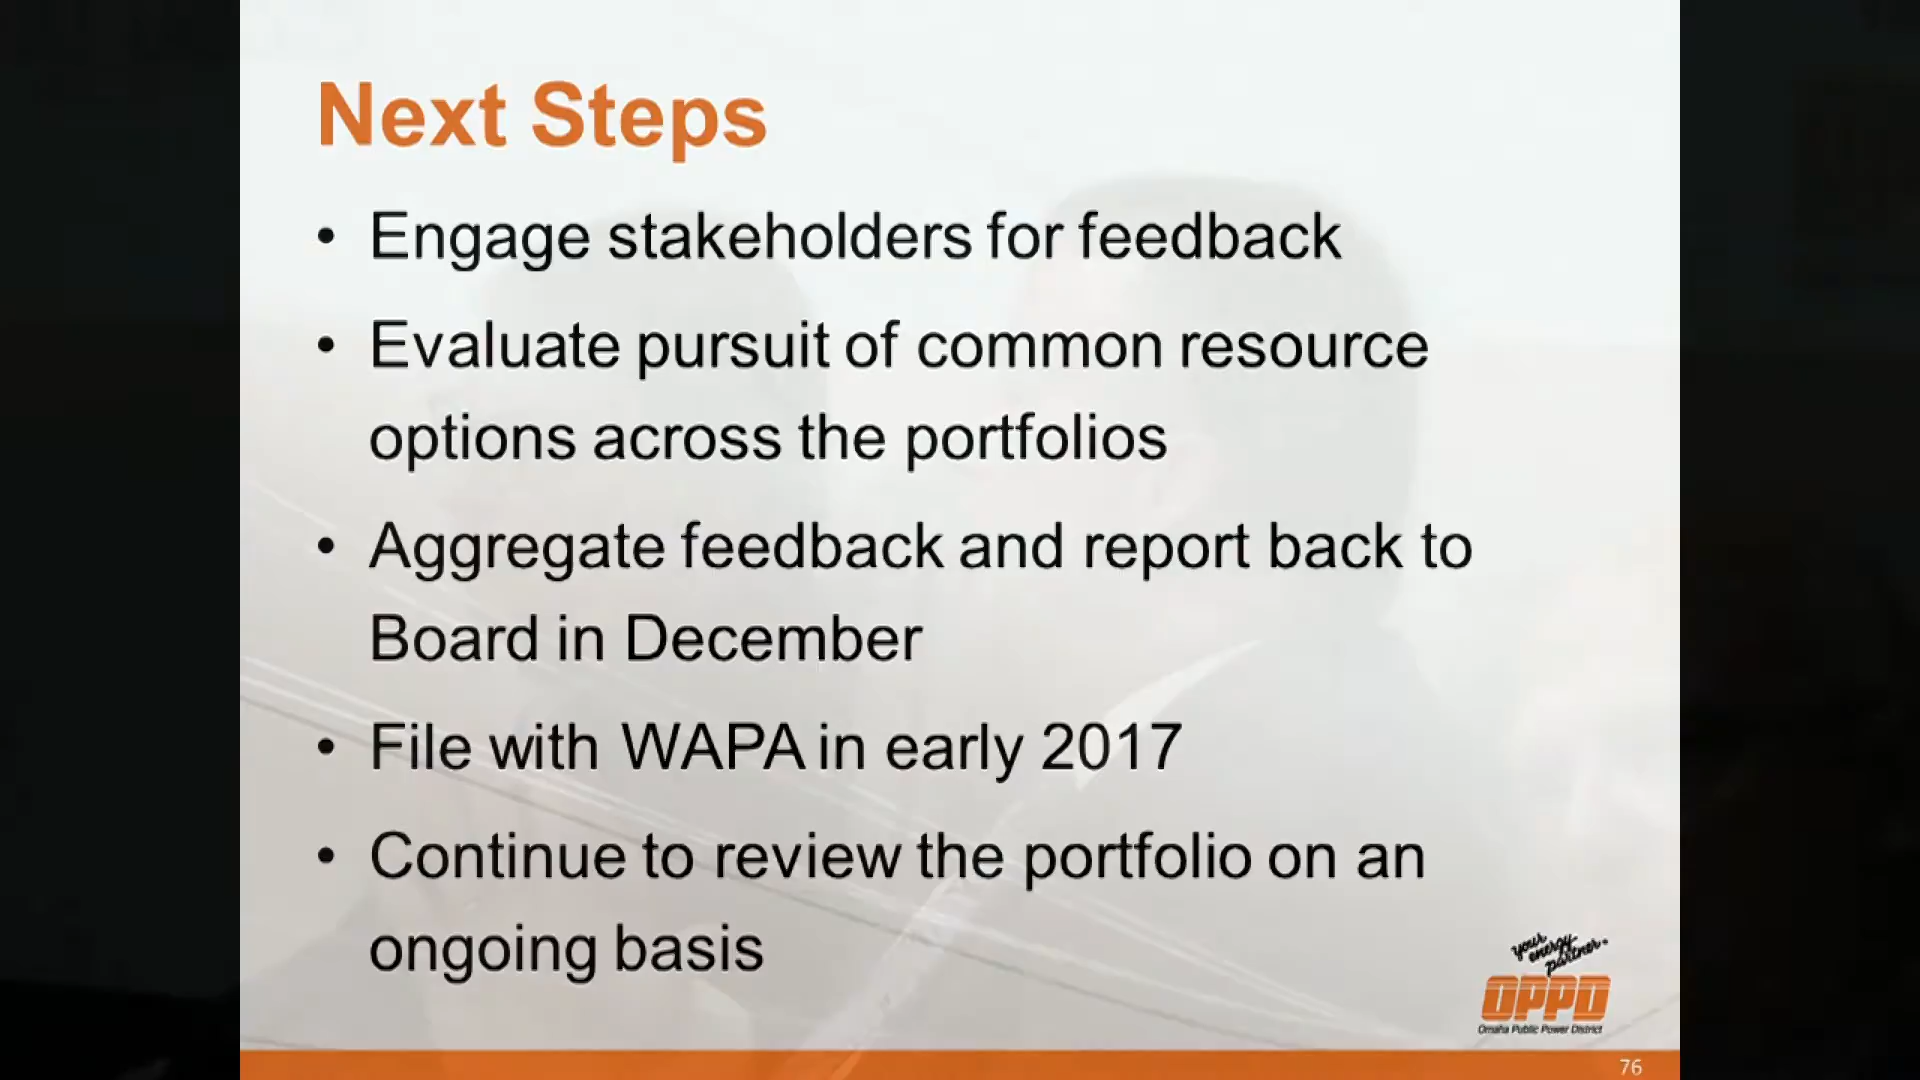 Next Steps
• Engage stakeholders for feedback
• Evaluate pursuit of common resource
options across the portfolios
• Aggregate feedback and report back to
Board in December
• File with WAPA in early 2017
• Continue to review the portfolio on an
ongoing basis
your
energy
partner.
OPPD
Omaha Public Power District
76